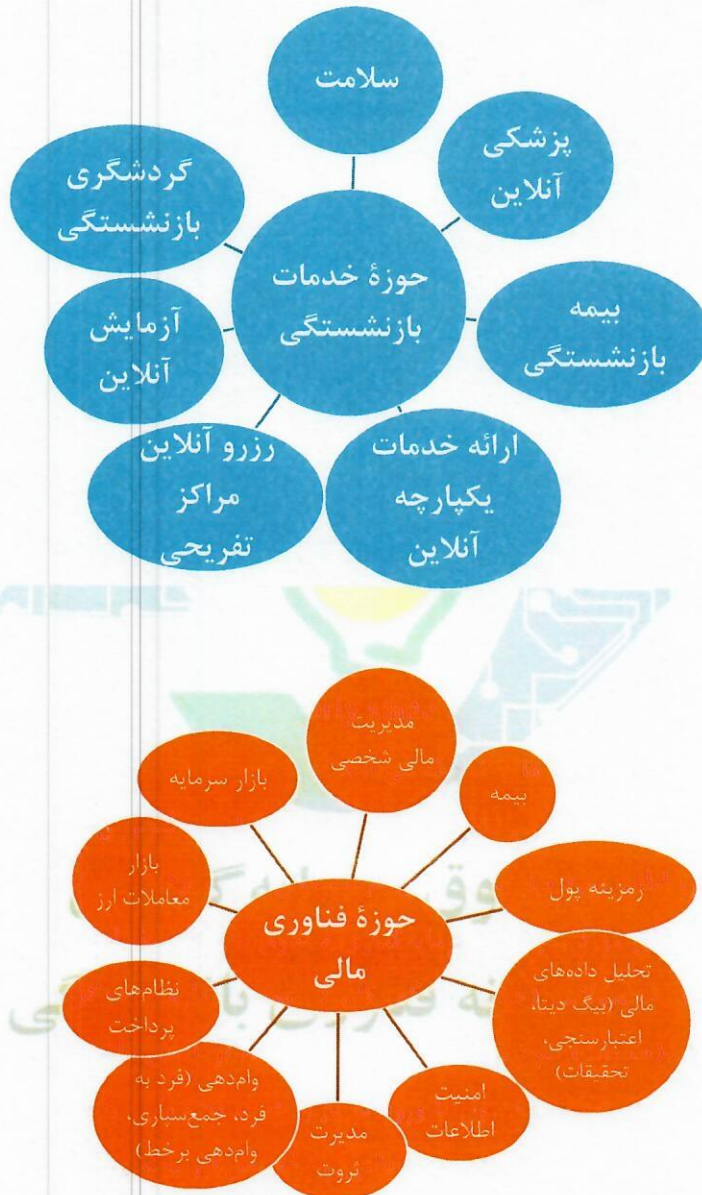 سلامت
پزشکی
آنلاین
گردشگری
بازنشستگی
حوزهٔ خدمات
بازنشستگی
بیمه
بازنشستگی
آزمایش
آنلاین
ارائه خدمات
یکپارچه
آنلاین
رزرو آنلاین
مراکز
تفریحی
مدیریت
مالی شخصی
بیمه
بازار سرمایه
رمزینه پول
بازار
معاملات ارز
حوزهٔ فناوری
مالی
تحلیل داده‌های
مالی (بیگ دیتا،
اعتبارسنجی،
تحقیقات)
نظام‌های
پرداخت
امنیت
اطلاعات
مدیرت
ثروت
وام‌دهی (فرد به
فرد، جمع‌سپاری،
وام‌دهی برخط)